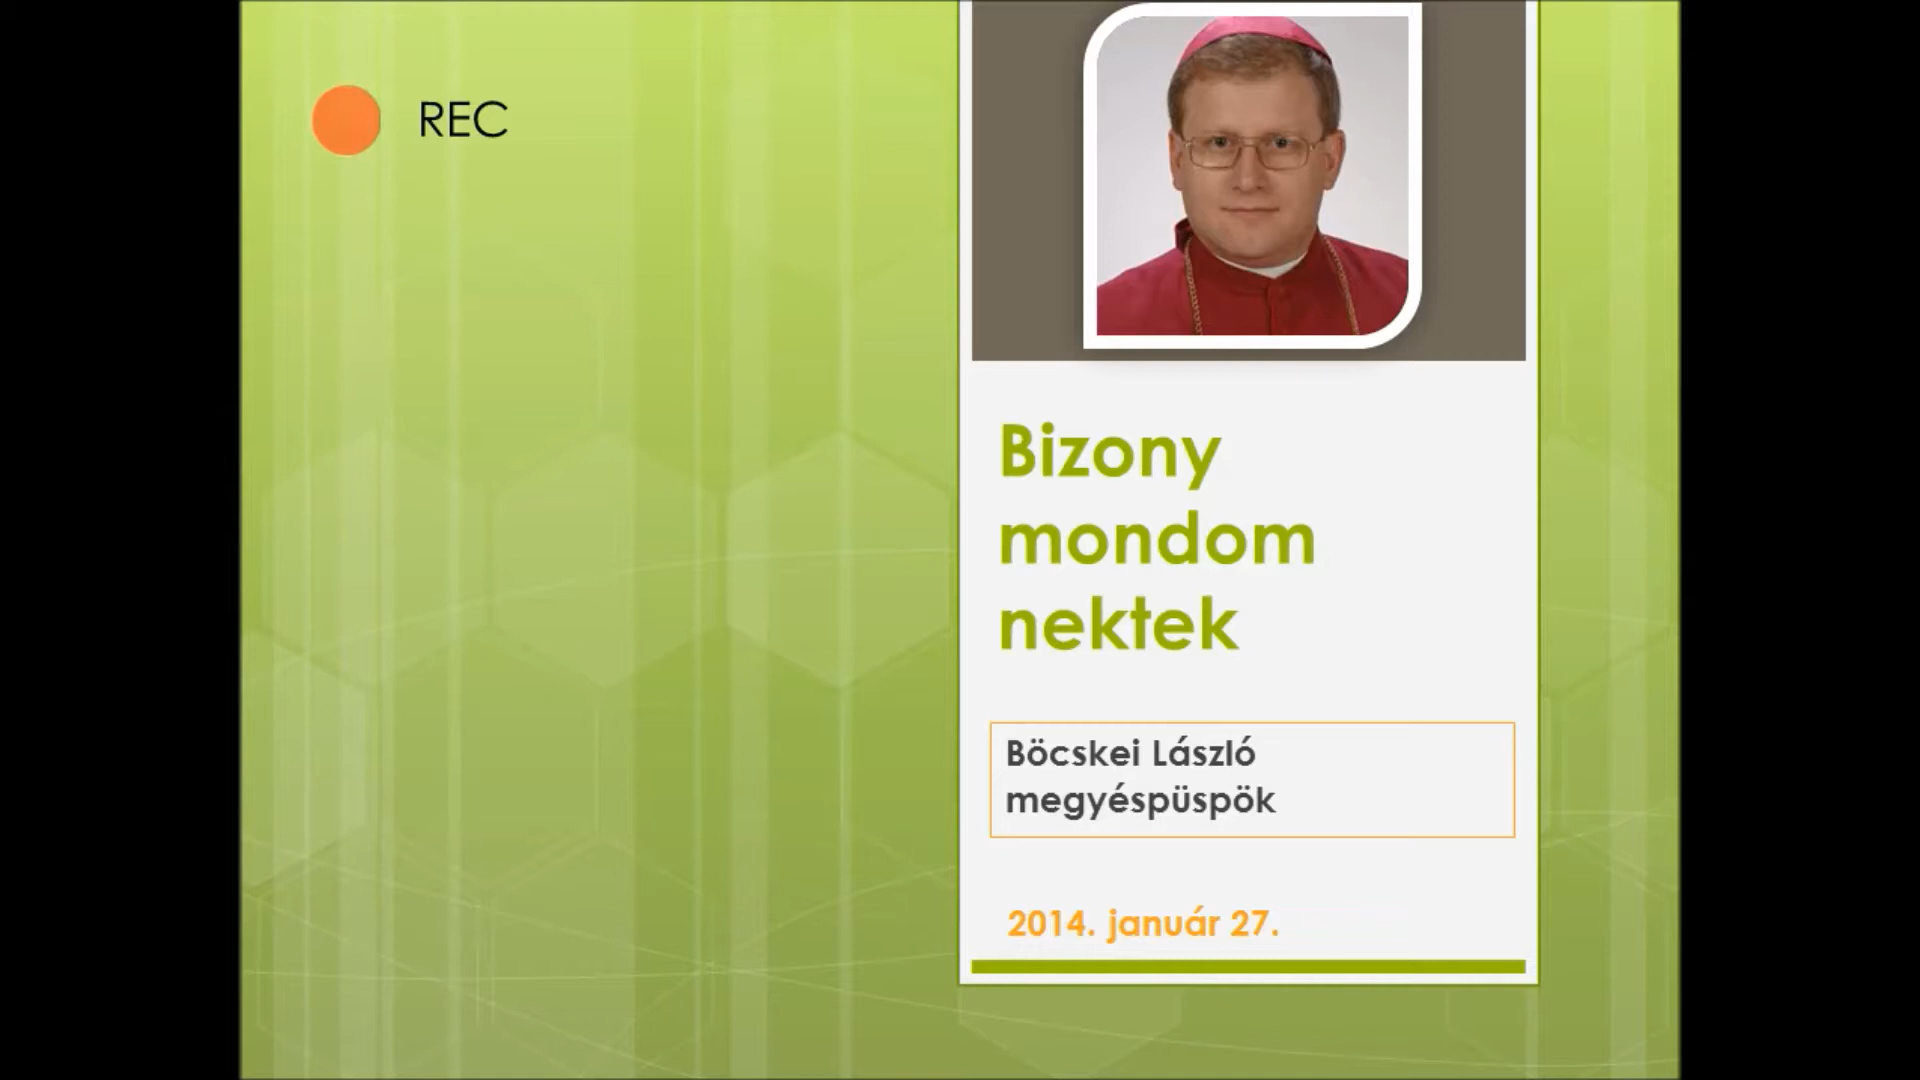 REC
Bizony
mondom
nektek
Böcskei László
megyéspüspök
2014. január 27.